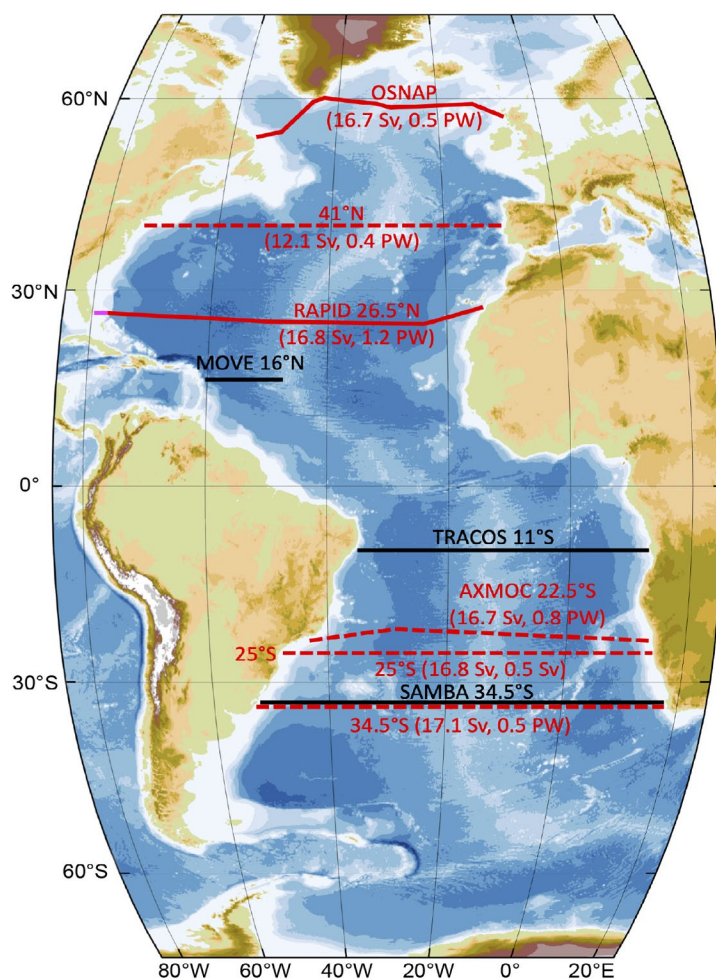 60°N
OSNAP
(16.7 Sv, 0.5 PW)
41°N
(12.1 Sv, 0.4 PW)
30°N
RAPID 26.5°N
(16.8 Sv, 1.2 PW)
MOVE 16°N
0°
TRACOS 11°S
AXMOC 22.5°S
(16.7 Sv, 0.8 PW)
25°S
25°S (16.8 Sv, 0.5 Sv)
30°S
SAMBA 34.5°S
34.5°S (17.1 Sv, 0.5 PW)
60°S
80°W 60°W 40°W 20°W 0° 20°E